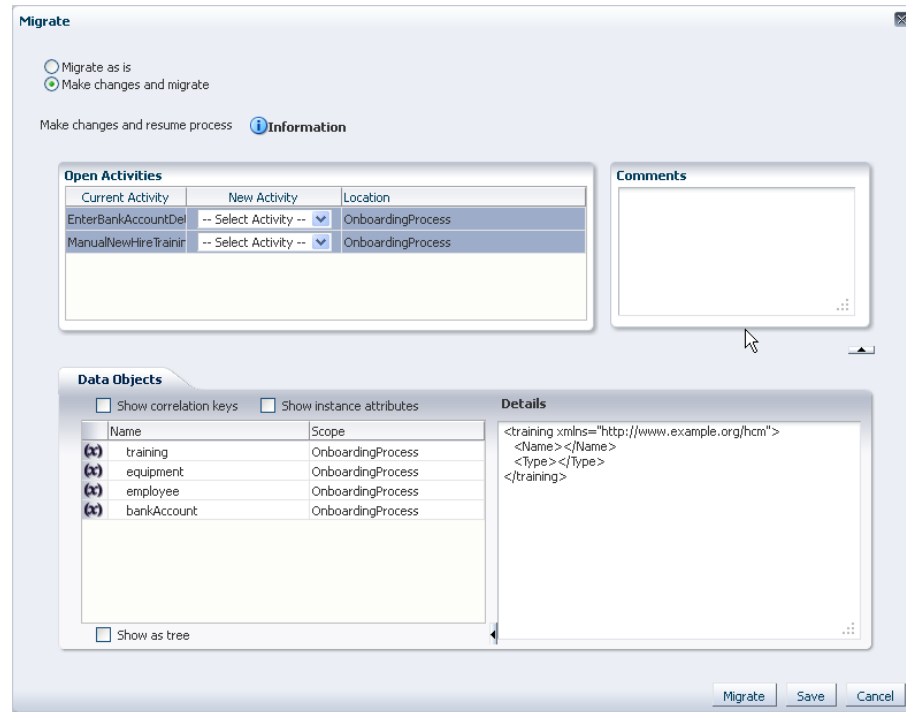 Migrate
Migrate as is
Make changes and migrate
Make changes and resume process Information
Open Activities
Current Activity New Activity Location
EnterBankAccountDel -- Select Activity -- OnboardingProcess
ManualNewHireTrainin -- Select Activity -- OnboardingProcess
Comments
Data Objects
Show correlation keys Show instance attributes
Name Scope
(x) training OnboardingProcess
(x) equipment OnboardingProcess
(x) employee OnboardingProcess
(x) bankAccount OnboardingProcess
Show as tree
Details
<training xmlns="http://www.example.org/hcm">
<Name></Name>
<Type></Type>
</training>
Migrate Save Cancel